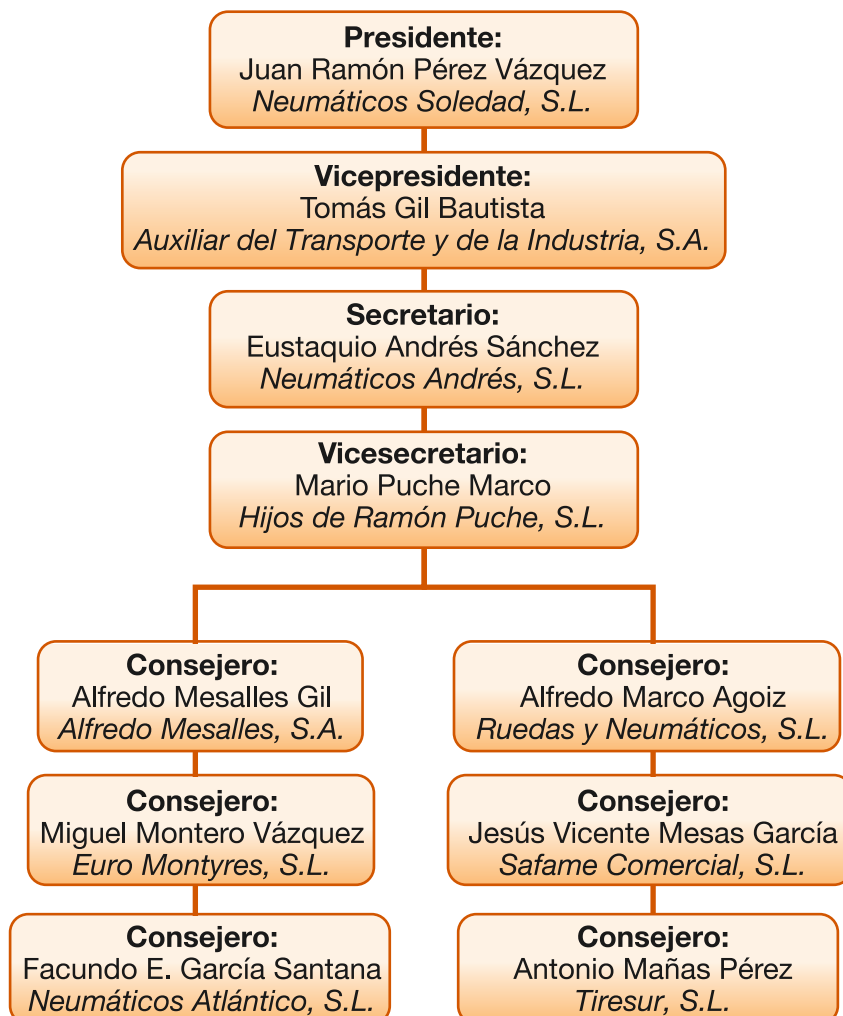 Presidente:
Juan Ramón Pérez Vázquez
Neumáticos Soledad, S.L.
Vicepresidente:
Tomás Gil Bautista
Auxiliar del Transporte y de la Industria, S.A.
Secretario:
Eustaquio Andrés Sánchez
Neumáticos Andrés, S.L.
Vicesecretario:
Mario Puche Marco
Hijos de Ramón Puche, S.L.
Consejero:
Alfredo Mesalles Gil
Alfredo Mesalles, S.A.
Consejero:
Miguel Montero Vázquez
Euro Montyres, S.L.
Consejero:
Facundo E. García Santana
Neumáticos Atlántico, S.L.
Consejero:
Alfredo Marco Agoiz
Ruedas y Neumáticos, S.L.
Consejero:
Jesús Vicente Mesas García
Safame Comercial, S.L.
Consejero:
Antonio Mañas Pérez
Tiresur, S.L.